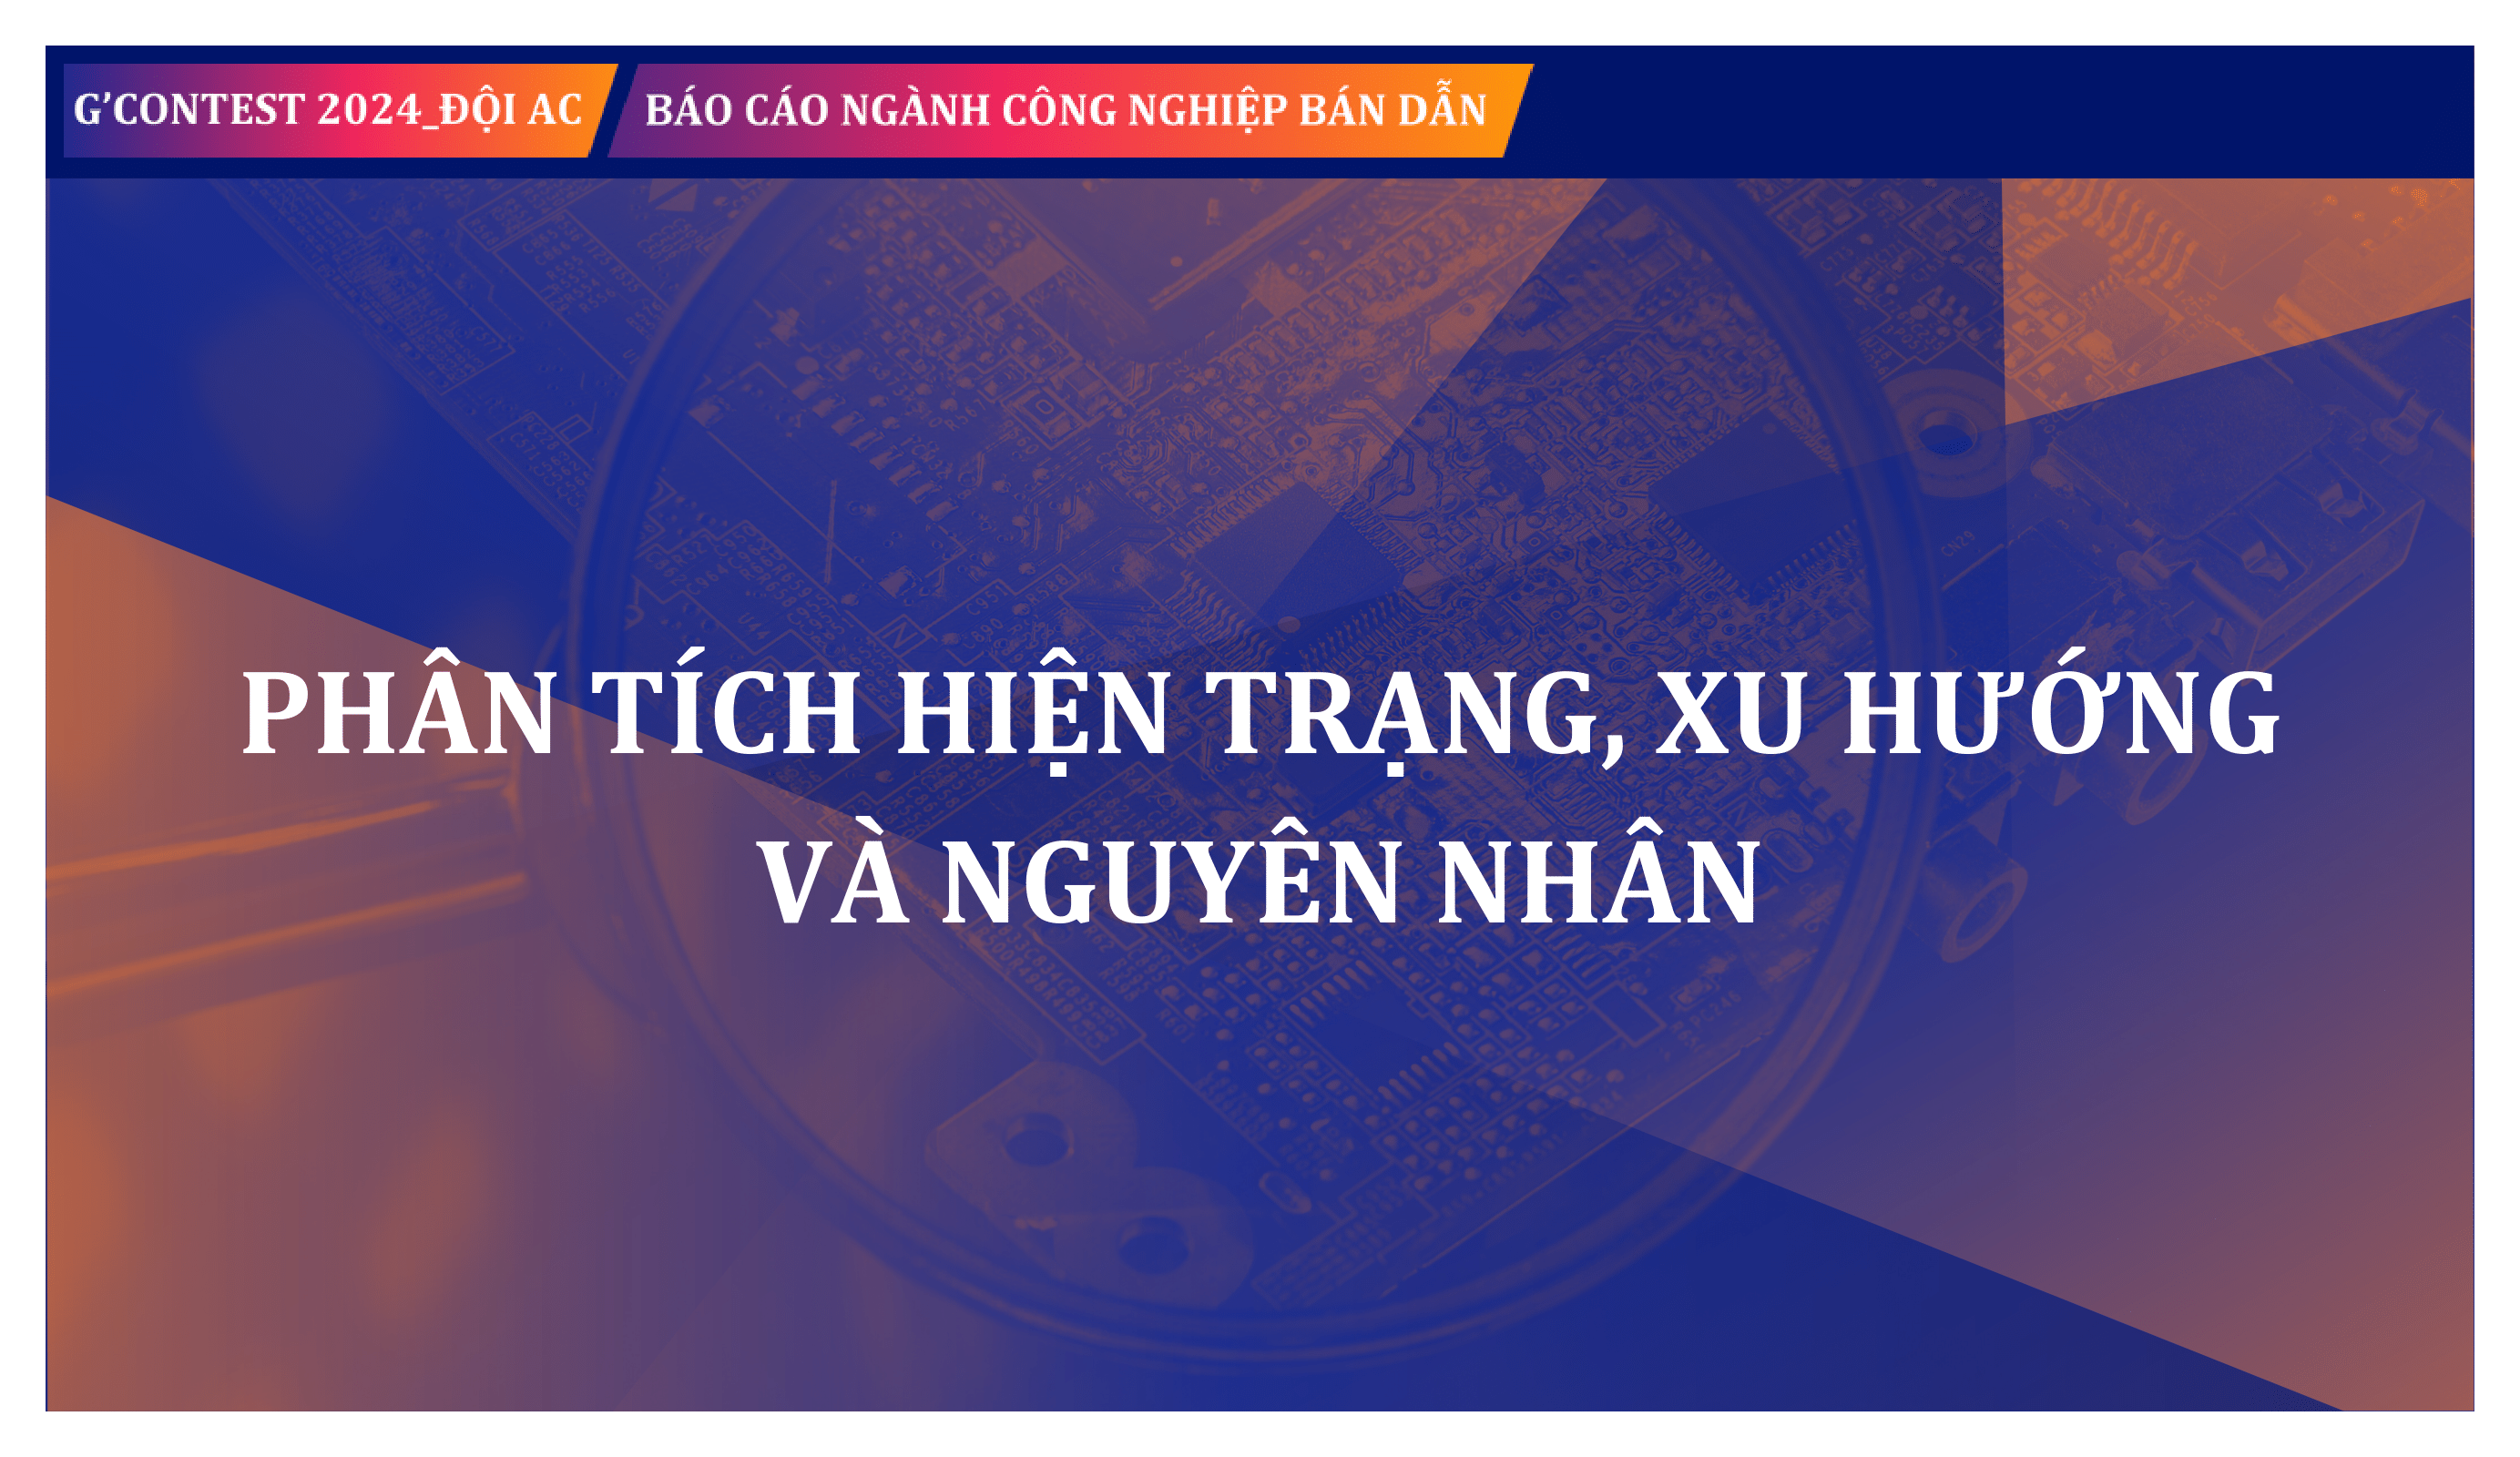 G'CONTEST 2024_ĐỘI AC
BÁO CÁO NGÀNH CÔNG NGHIỆP BÁN DẪN
PHÂN TÍCH HIỆN TRẠNG, XU HƯỚNG
VÀ NGUYÊN NHÂN